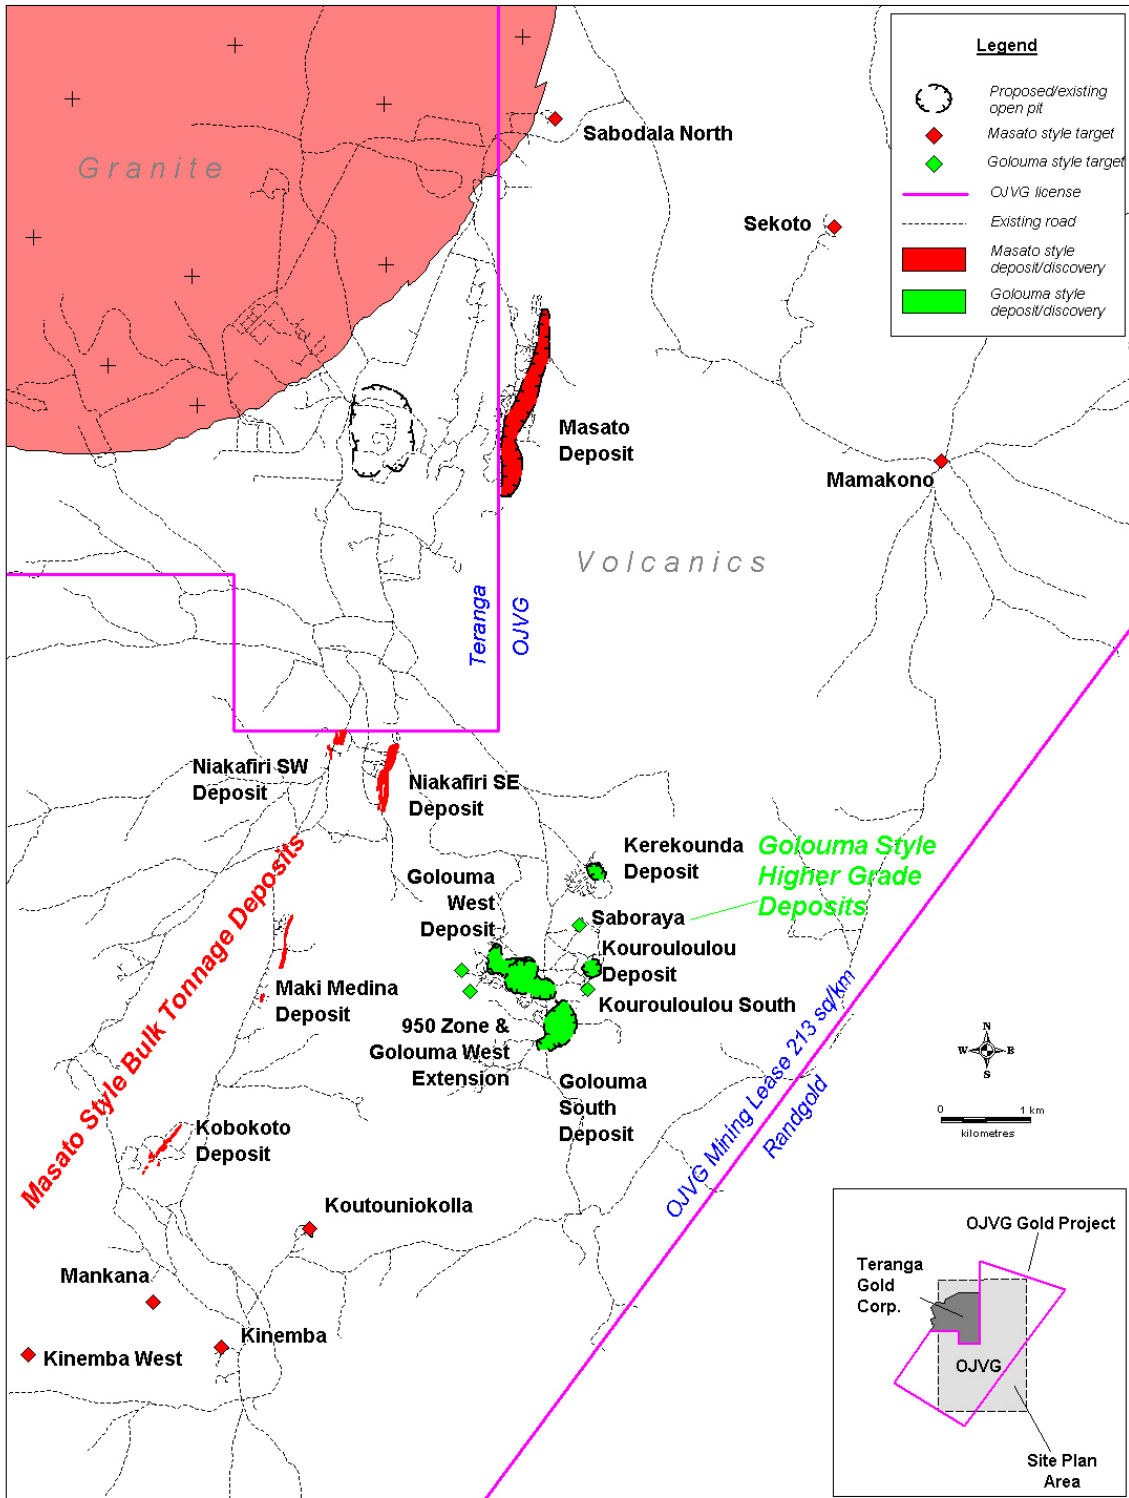 Legend
Proposed/existing
open pit
Masato style target
Golouma style target
OJVG license
Existing road
Masato style
deposit/discovery
Golouma style
deposit/discovery
Granite
Sabodala North
Sekoto
Masato
Deposit
Mamakono
Volcanics
Teranga
OJVG
Niakafiri SW
Deposit
Niakafiri SE
Deposit
Masato Style Bulk Tonnage Deposits
Kerekounda
Deposit
Golouma Style
Higher Grade
Deposits
Golouma
West
Deposit
Saboraya
Kourouloulou
Deposit
Kourouloulou South
Maki Medina
Deposit
950 Zone &
Golouma West
Extension
Golouma
South
Deposit
OJVG Mining Lease 213 sq/km
Randgold
N
W E
S
0 1 km
kilometres
Kobokoto
Deposit
Koutouniokolla
Mankana
Kinemba
Kinemba West
OJVG Gold Project
Teranga
Gold
Corp.
OJVG
Site Plan
Area